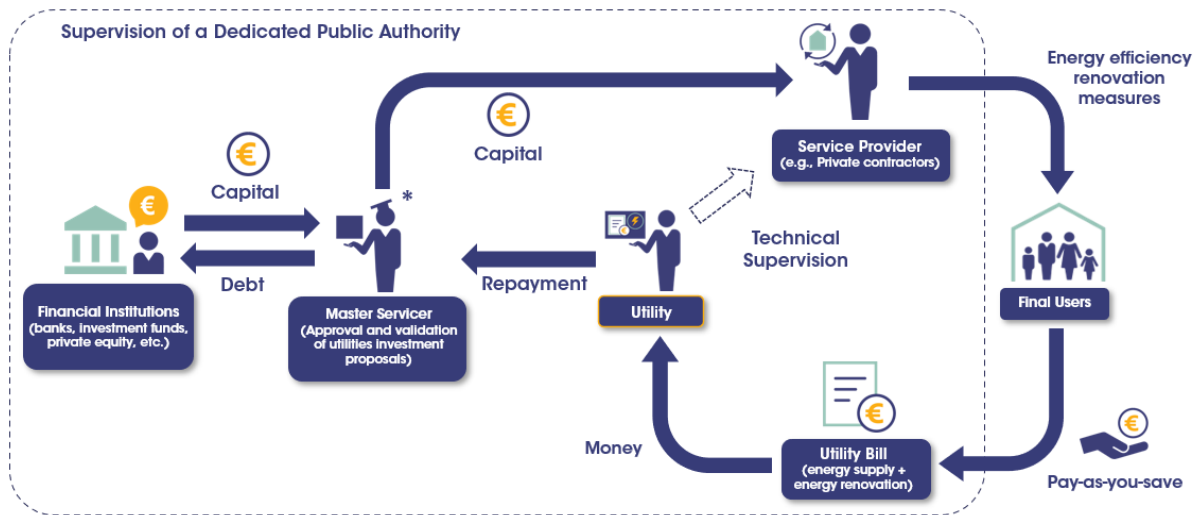 Supervision of a Dedicated Public Authority
Energy efficiency
renovation
measures
€
Capital
€
Capital
Service Provider
(e.g., Private contractors)
€
*
€
Technical
Supervision
Debt
Repayment
Financial Institutions
(banks, investment funds,
private equity, etc.)
Master Servicer
(Approval and validation
of utilities investment
proposals)
Utility
Final Users
€
Money
Utility Bill
(energy supply +
energy renovation)
€
Pay-as-you-save